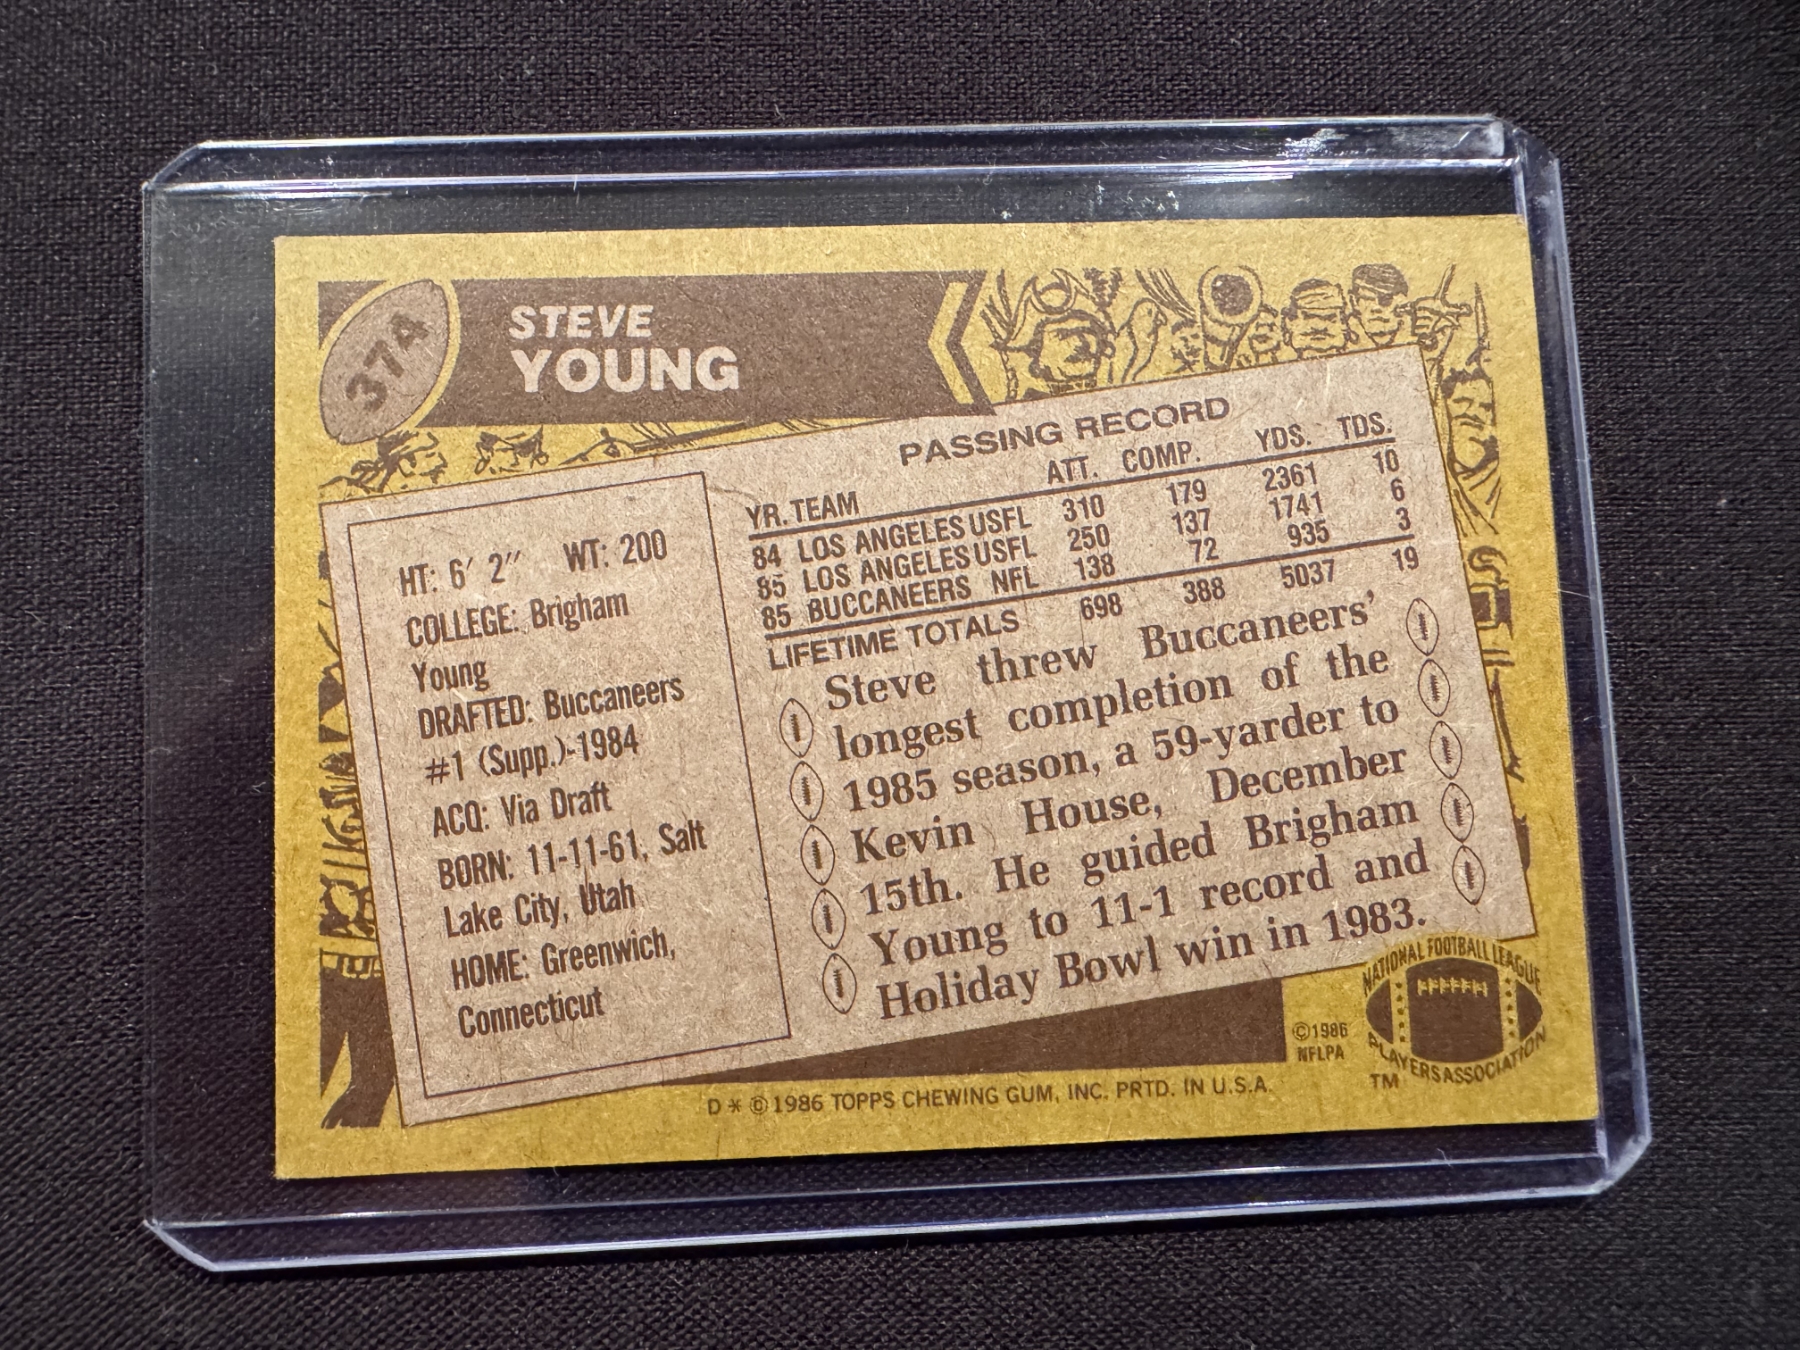 374
STEVE
YOUNG
PASSING RECORD
YR. TEAM ATT. COMP. YDS. TDS.
84 LOS ANGELES USFL 310 179 2361 10
85 LOS ANGELES USFL 250 137 1741 6
85 BUCCANEERS NFL 138 72 935 3
LIFETIME TOTALS 698 388 5037 19
HT: 6′ 2″ WT: 200
COLLEGE: Brigham
Young
DRAFTED: Buccaneers
#1 (Supp.)-1984
ACQ: Via Draft
BORN: 11-11-61, Salt
Lake City, Utah
HOME: Greenwich,
Connecticut
Steve threw Buccaneers’
longest completion of the
1985 season, a 59-yarder to
Kevin House, December
15th. He guided Brigham
Young to 11-1 record and
Holiday Bowl win in 1983.
NATIONAL FOOTBALL LEAGUE
PLAYERS ASSOCIATION
TM
©1986
NFLPA
D * © 1986 TOPPS CHEWING GUM, INC. PRTD. IN U.S.A.